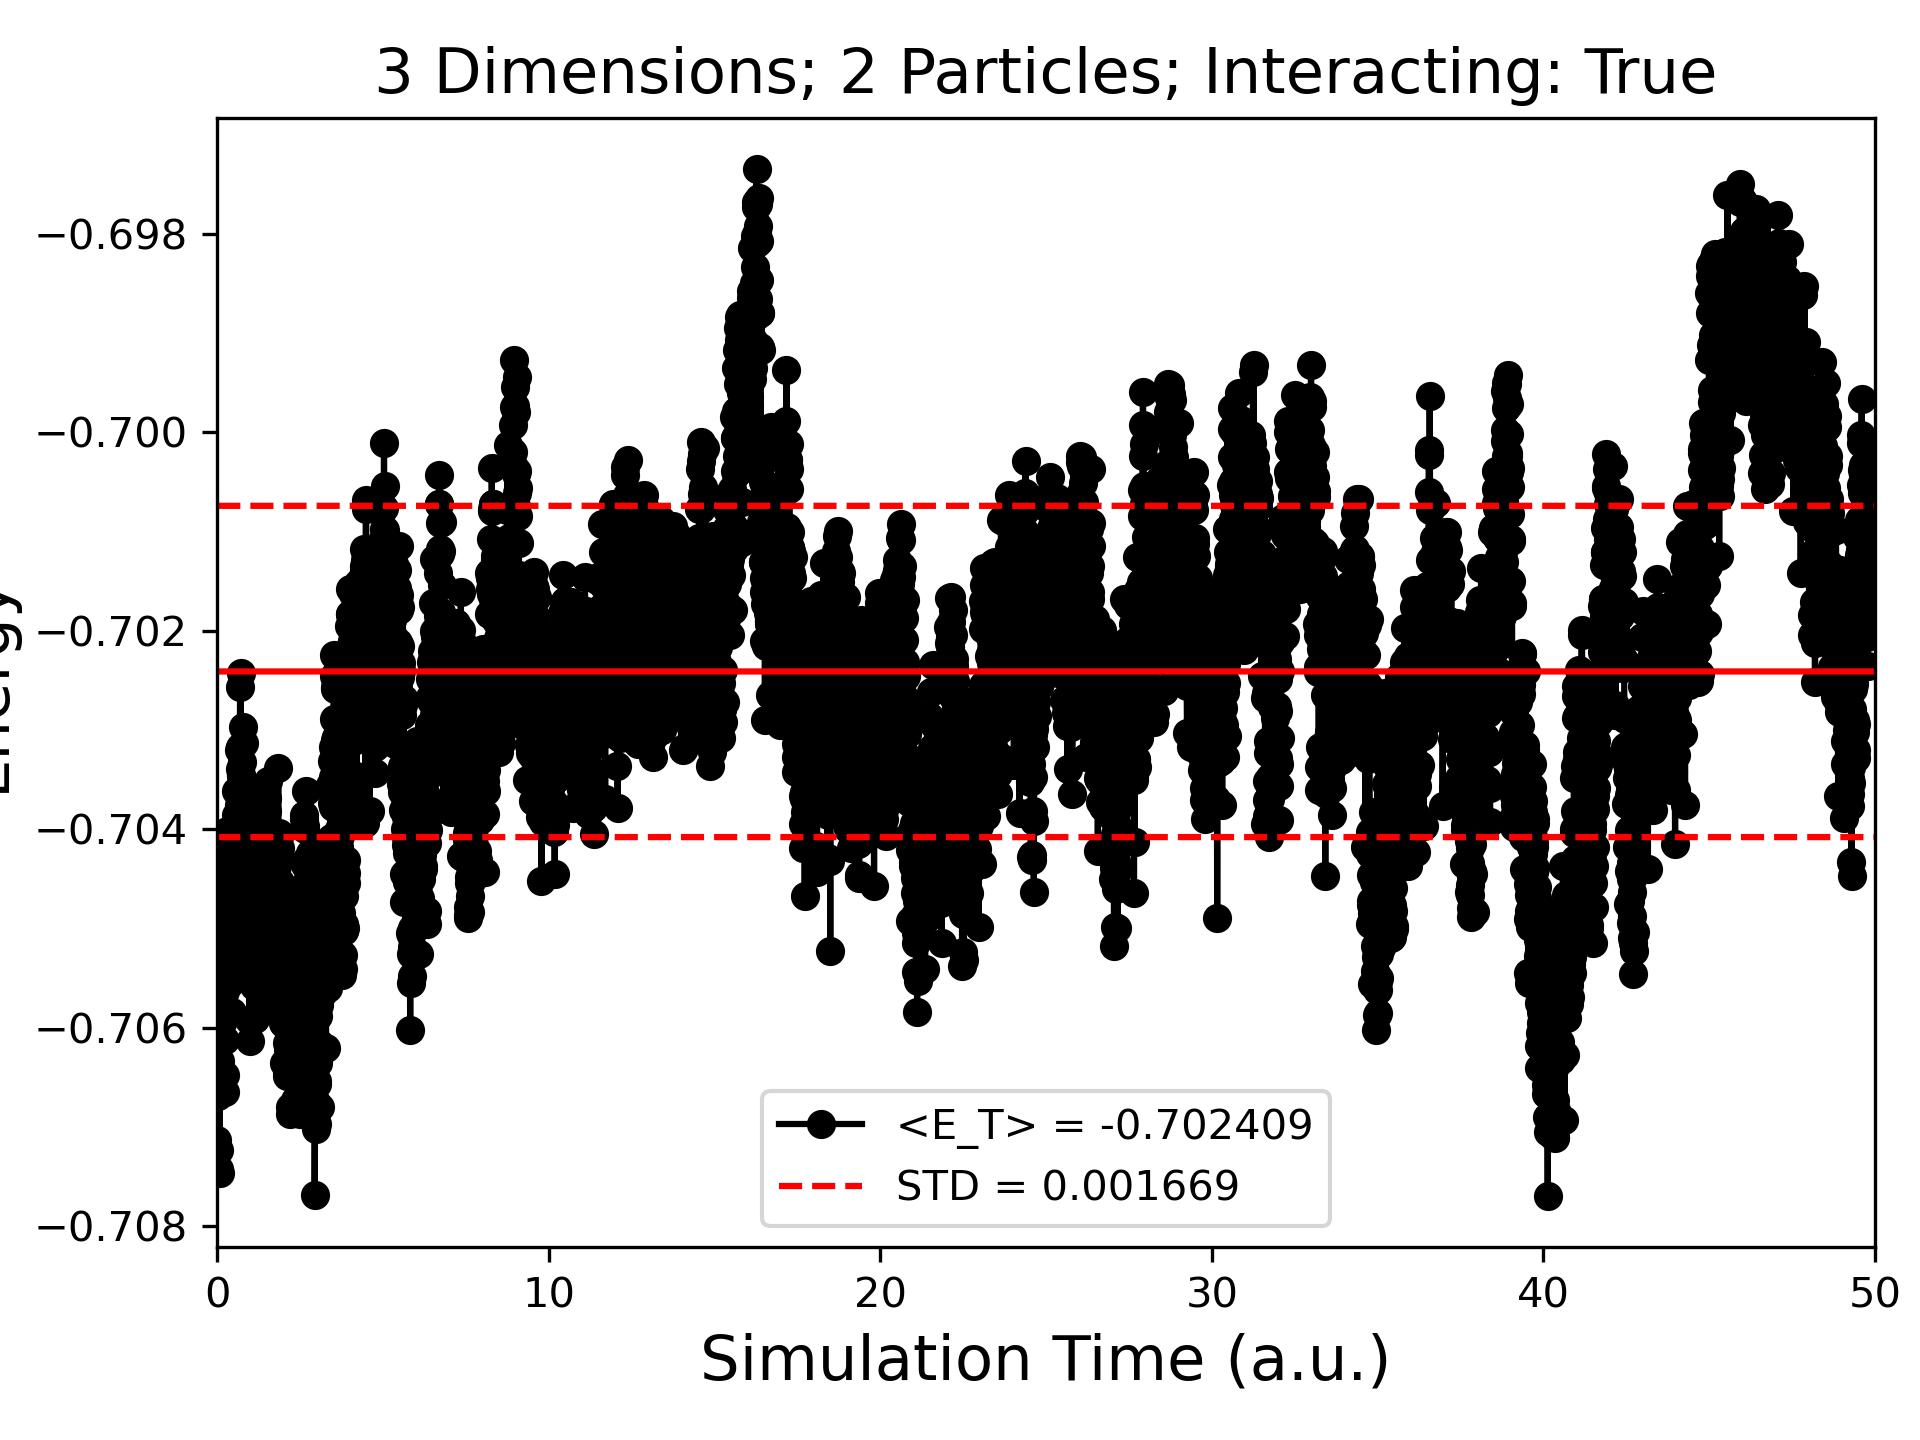 3 Dimensions; 2 Particles; Interacting: True
Energy
−0.698
−0.700
−0.702
−0.704
−0.706
−0.708
<E_T> = -0.702409
STD = 0.001669
0 10 20 30 40 50
Simulation Time (a.u.)